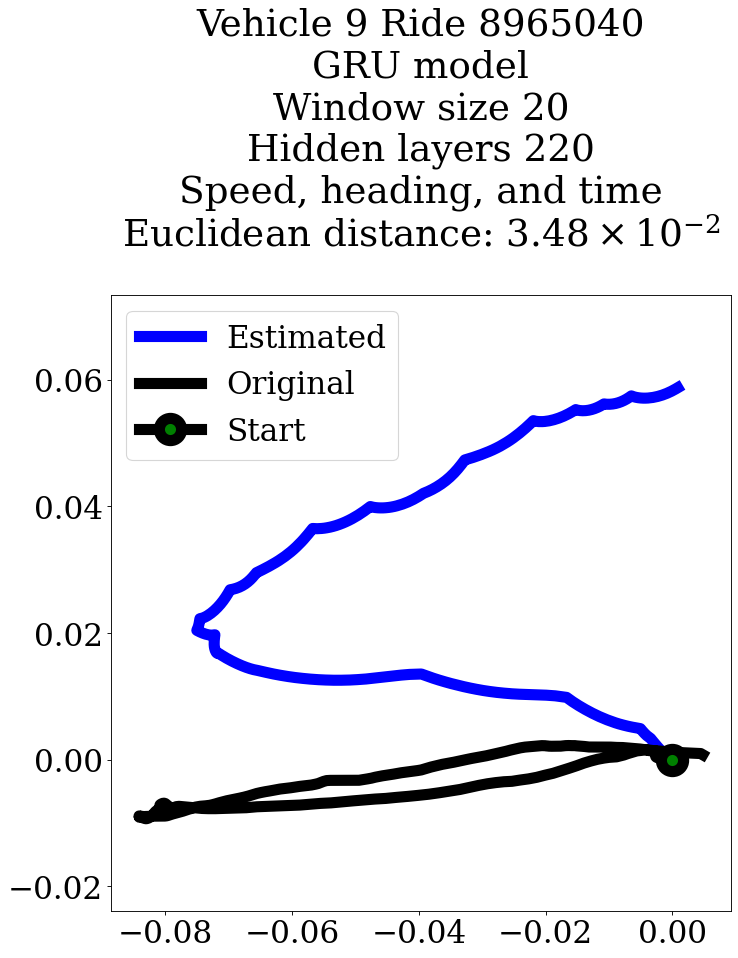 Vehicle 9 Ride 8965040
GRU model
Window size 20
Hidden layers 220
Speed, heading, and time
Euclidean distance: 3.48 × 10⁻²
Estimated
Original
Start
0.06
0.04
0.02
0.00
−0.02
−0.08 −0.06 −0.04 −0.02 0.00